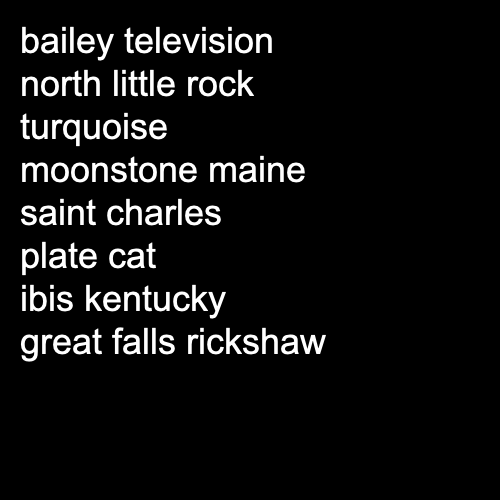 bailey television
north little rock
turquoise
moonstone maine
saint charles
plate cat
ibis kentucky
great falls rickshaw